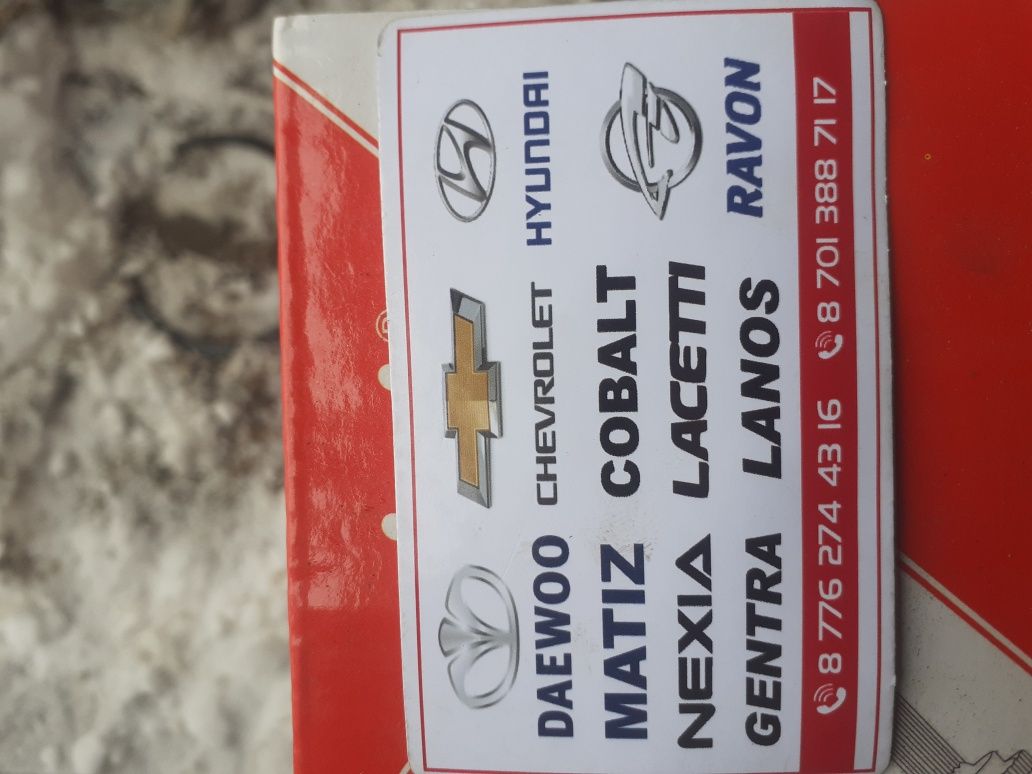 DAEWOO CHEVROLET HYUNDAI
MATIZ COBALT
NEXIA LACETTI
GENTRA LANOS RAVON
8 776 274 43 16 8 701 388 71 17
®